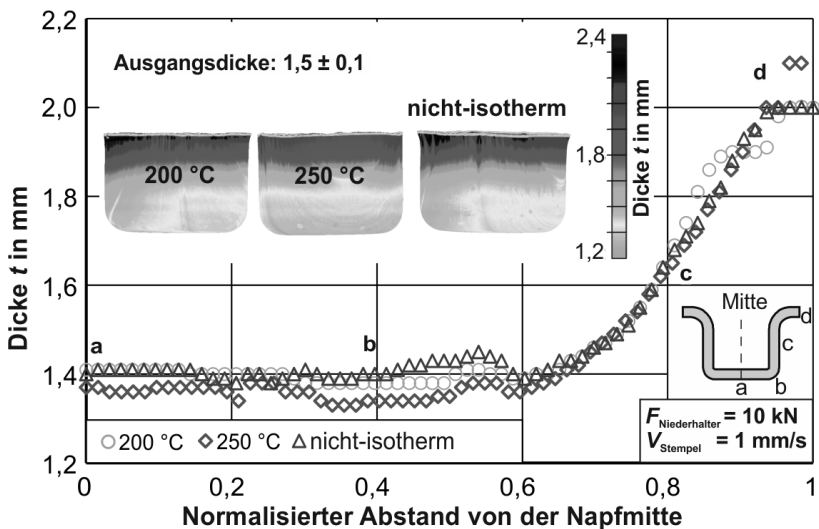 Dicke t in mm
2,2
2,0
1,8
1,6
1,4
1,2
Ausgangsdicke: 1,5 ± 0,1
nicht-isotherm
200 °C
250 °C
2,4
1,8
1,2
Dicke t in mm
a
b
c
d
Mitte
d
c
a
b
F Niederhalter = 10 kN
V Stempel = 1 mm/s
200 °C
250 °C
nicht-isotherm
0
0,2
0,4
0,6
0,8
1
Normalisierter Abstand von der Napfmitte